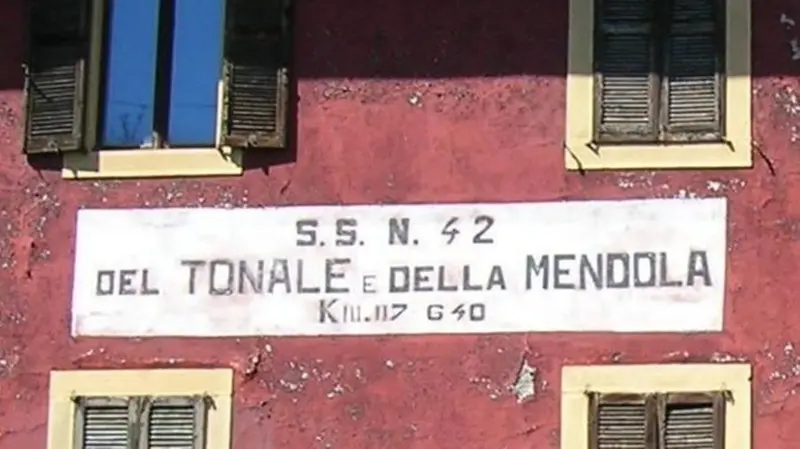 S.S. N. 42
DEL TONALE E DELLA MENDOLA
Km. 117 640